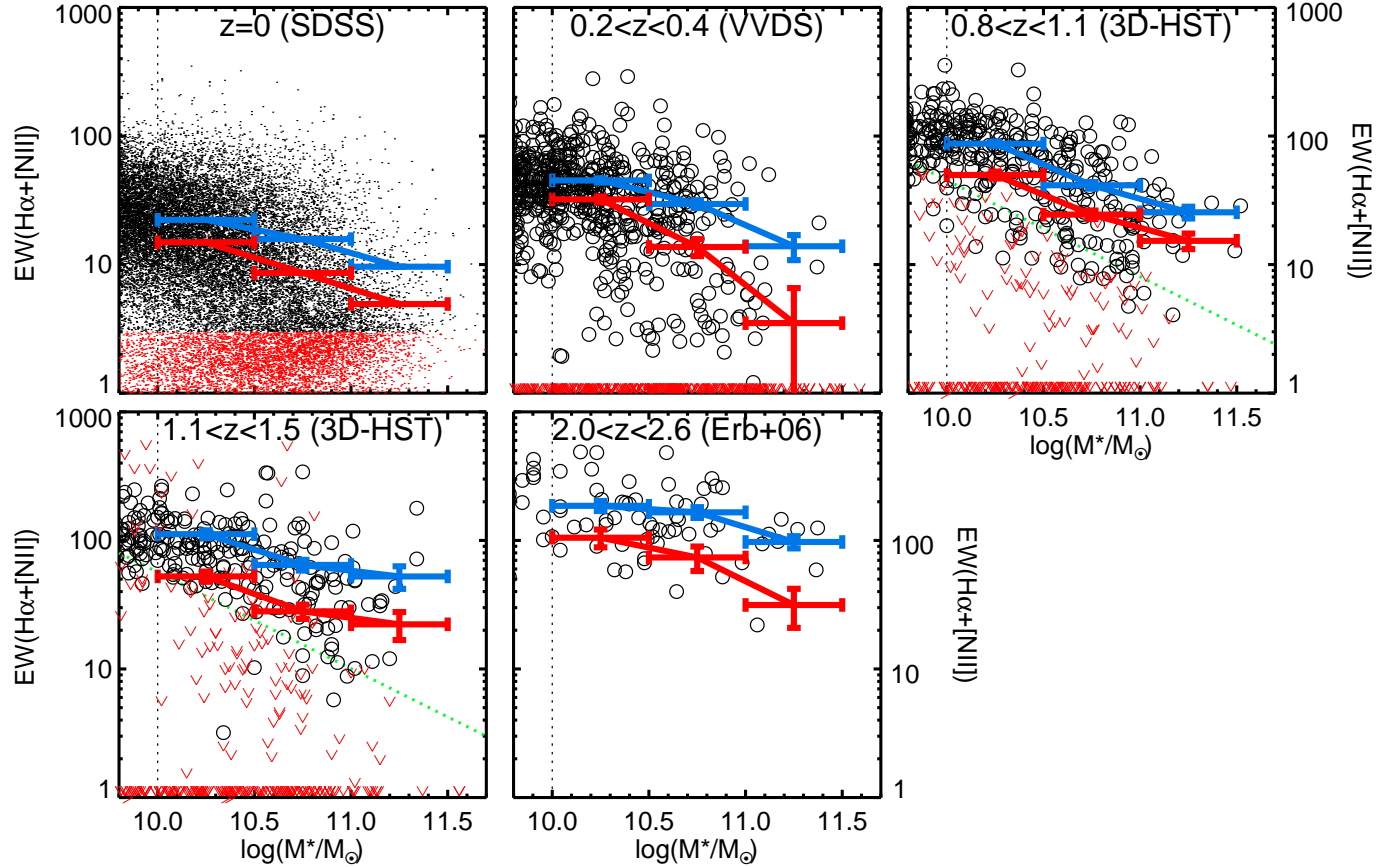 z=0 (SDSS)
0.2<z<0.4 (VVDS)
0.8<z<1.1 (3D-HST)
1000
100
10
1
EW(Hα+[NII])
1000
100
10
1
EW(Hα+[NII])
10.0 10.5 11.0 11.5
log(M*/M☉)
1.1<z<1.5 (3D-HST)
2.0<z<2.6 (Erb+06)
1000
100
10
1
EW(Hα+[NII])
100
10
1
EW(Hα+[NII])
10.0 10.5 11.0 11.5
log(M*/M☉)
10.0 10.5 11.0 11.5
log(M*/M☉)